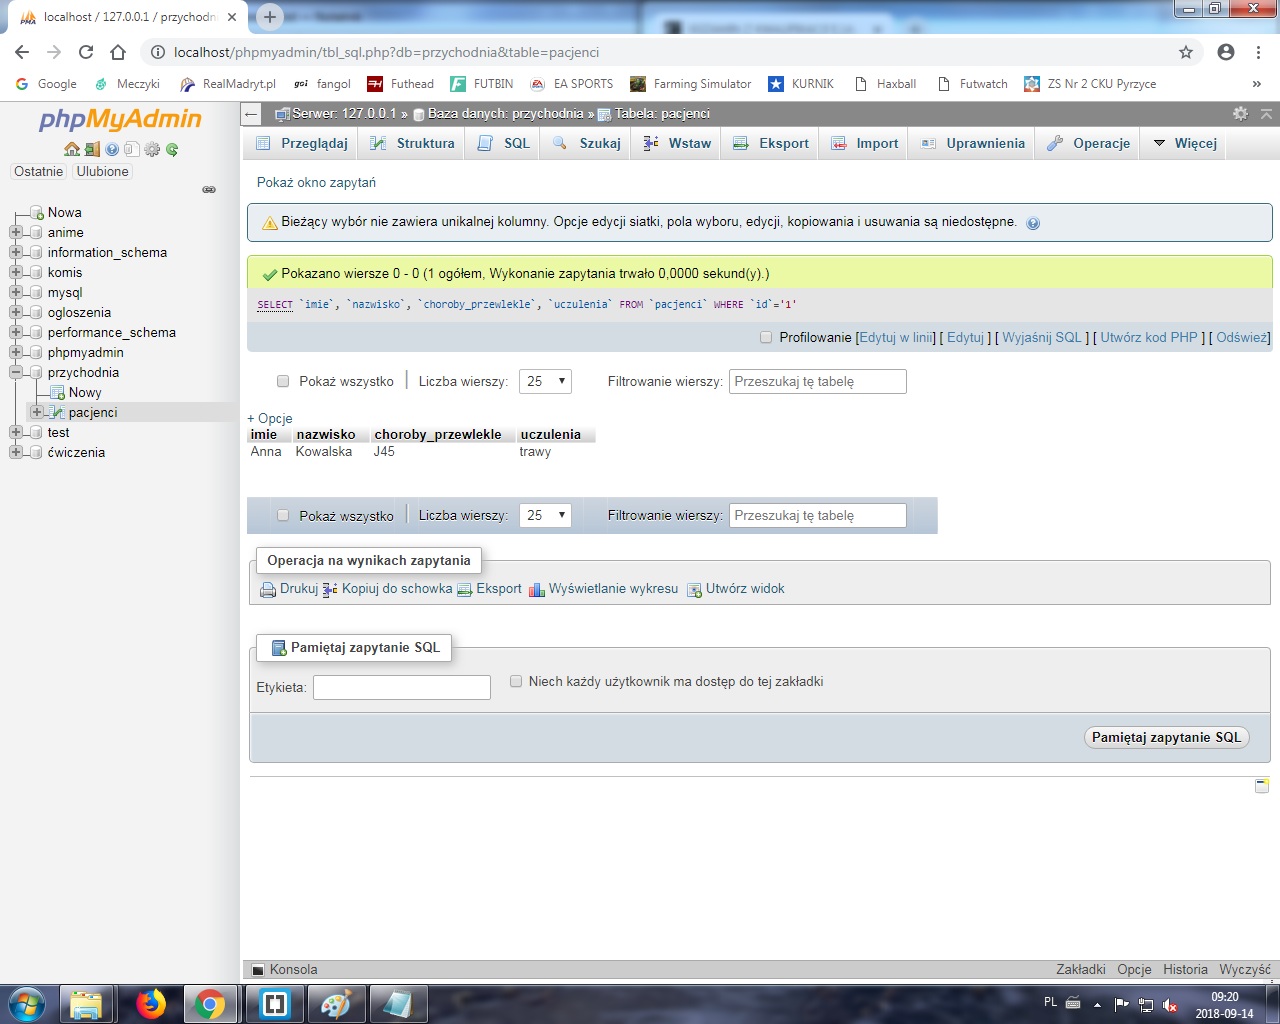 localhost / 127.0.0.1 / przychodni
localhost/phpmyadmin/tbl_sql.php?db=przychodnia&table=pacjenci
Google Meczyki RealMadryt.pl goi! fangol Futhead FUTBIN EA SPORTS Farming Simulator KURNIK Haxball Futwatch ZS Nr 2 CKU Pyrzyce »
phpMyAdmin
Ostatnie Ulubione
Nowa
anime
information_schema
komis
mysql
ogloszenia
performance_schema
phpmyadmin
przychodnia
Nowy
pacjenci
test
ćwiczenia
Serwer: 127.0.0.1 » Baza danych: przychodnia » Tabela: pacjenci
Przeglądaj Struktura SQL Szukaj Wstaw Eksport Import Uprawnienia Operacje Więcej
Pokaż okno zapytań
Bieżący wybór nie zawiera unikalnej kolumny. Opcje edycji siatki, pola wyboru, edycji, kopiowania i usuwania są niedostępne.
Pokazano wiersze 0 - 0 (1 ogółem, Wykonanie zapytania trwało 0,0000 sekund(y).)
SELECT `imie`, `nazwisko`, `choroby_przewlekle`, `uczulenia` FROM `pacjenci` WHERE `id`='1'
Profilowanie [Edytuj w linii] [ Edytuj ] [ Wyjaśnij SQL ] [ Utwórz kod PHP ] [ Odśwież]
Pokaż wszystko Liczba wierszy: 25 Filtrowanie wierszy: Przeszukaj tę tabelę
+ Opcje
imie nazwisko choroby_przewlekle uczulenia
Anna Kowalska J45 trawy
Pokaż wszystko Liczba wierszy: 25 Filtrowanie wierszy: Przeszukaj tę tabelę
Operacja na wynikach zapytania
Drukuj Kopiuj do schowka Eksport Wyświetlanie wykresu Utwórz widok
Pamiętaj zapytanie SQL
Etykieta: Niech każdy użytkownik ma dostęp do tej zakładki
Pamiętaj zapytanie SQL
Konsola Zakładki Opcje Historia Wyczyść
PL 09:20
2018-09-14